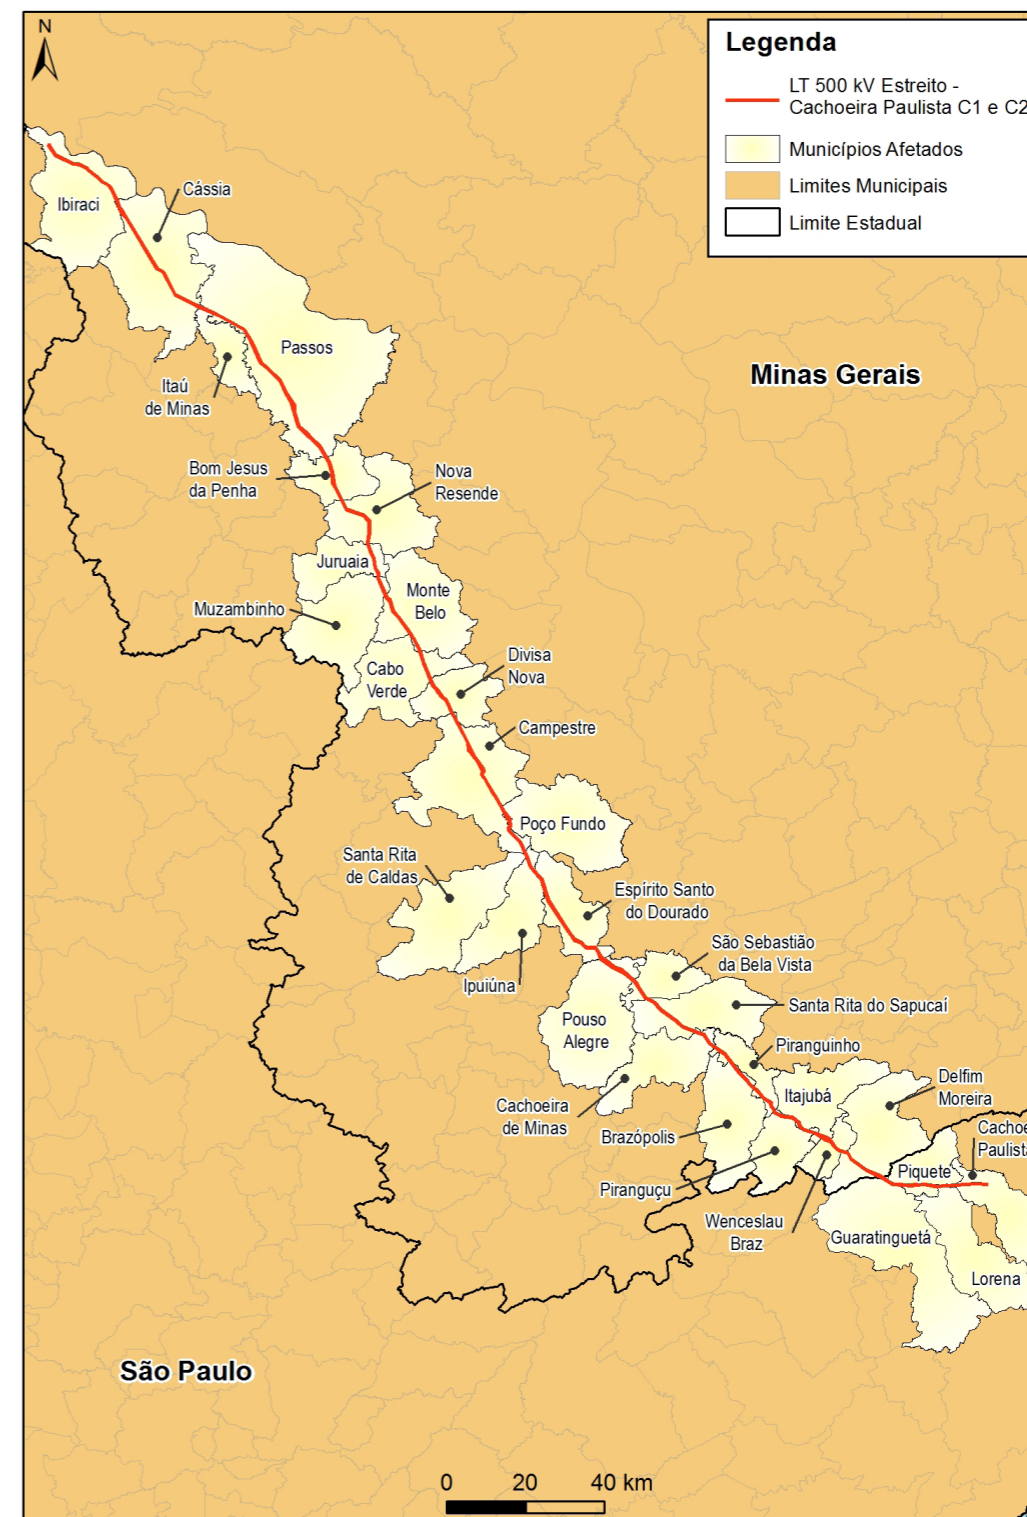 N
Legenda
LT 500 kV Estreito -
Cachoeira Paulista C1 e C2
Municípios Afetados
Limites Municipais
Limite Estadual
Ibiraci
Cássia
Passos
Itaú
de Minas
Minas Gerais
Bom Jesus
da Penha
Nova
Resende
Juruaia
Monte
Belo
Muzambinho
Cabo
Verde
Divisa
Nova
Campestre
Poço Fundo
Santa Rita
de Caldas
Espírito Santo
do Dourado
São Sebastião
da Bela Vista
Ipuiúna
Santa Rita do Sapucaí
Pouso
Alegre
Piranguinho
Itajubá
Delfim
Moreira
Cachoeira
de Minas
Brazópolis
Cachoe
Paulista
Piquete
Piranguçu
Wenceslau
Braz
Guaratinguetá
Lorena
São Paulo
0 20 40 km